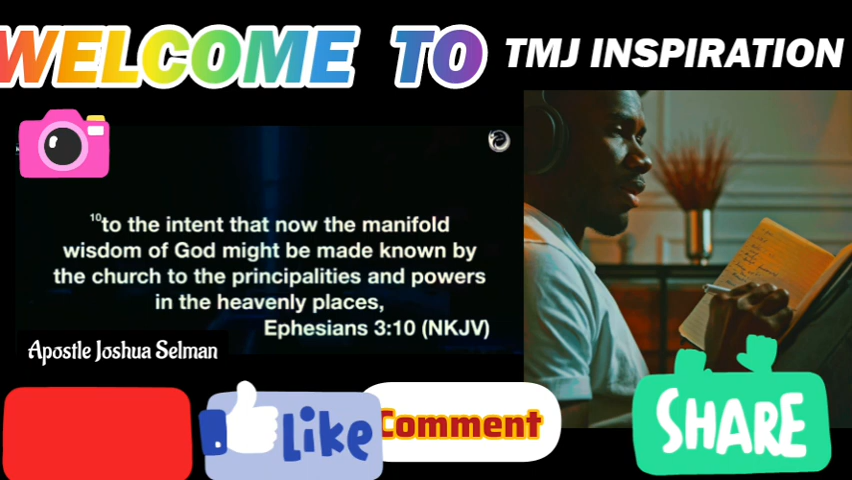 WELCOME TO
TMJ INSPIRATION
10to the intent that now the manifold
wisdom of God might be made known by
the church to the principalities and powers
in the heavenly places,
Ephesians 3:10 (NKJV)
Apostle Joshua Selman
Like
Comment
SHARE